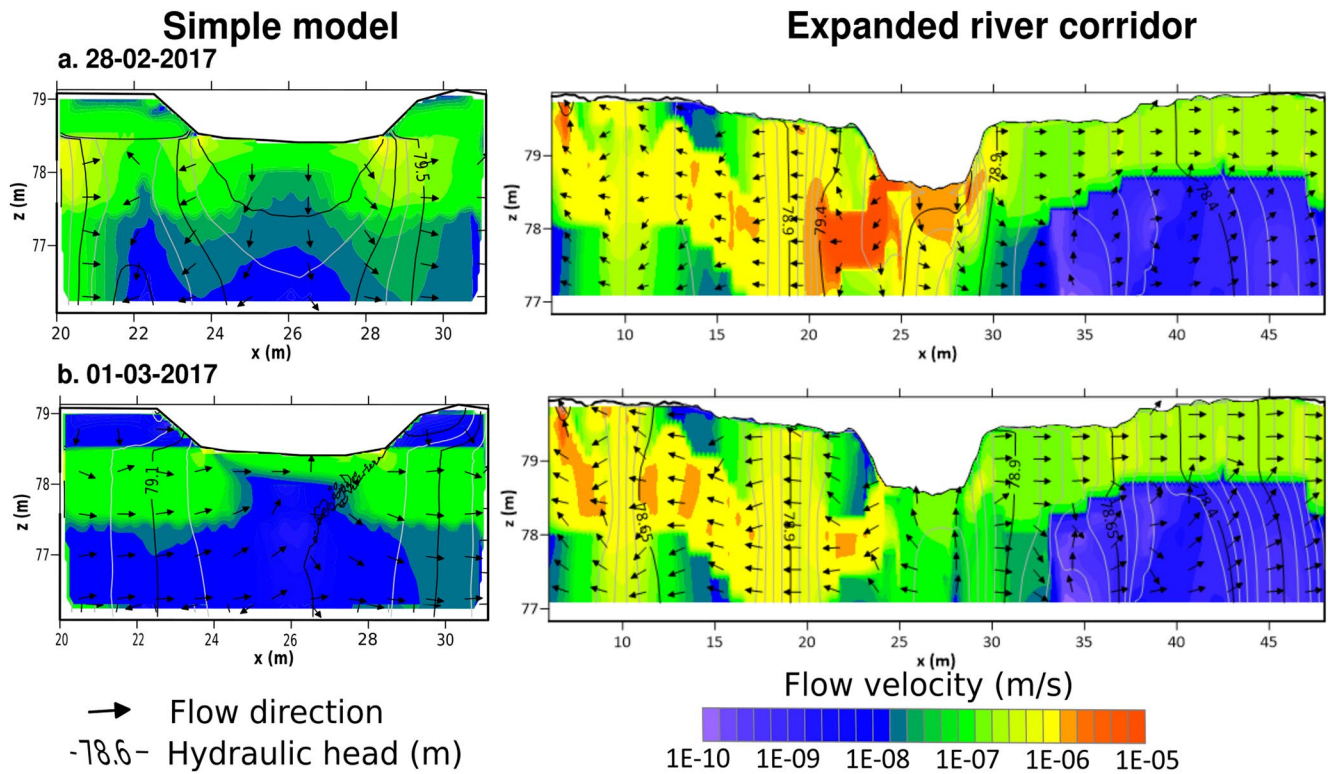 Simple model
Expanded river corridor
a. 28-02-2017
79
78
77
z (m)
79.5
20 22 24 26 28 30
x (m)
79
78
77
z (m)
78.9
79.4
78.9
78.4
10 15 20 25 30 35 40 45
x (m)
b. 01-03-2017
79
78
77
z (m)
79.1
20 22 24 26 28 30
x (m)
79
78
77
z (m)
78.65
78.9
78.9
78.65
78.4
10 15 20 25 30 35 40 45
x (m)
Flow direction
-78.6- Hydraulic head (m)
Flow velocity (m/s)
1E-10 1E-09 1E-08 1E-07 1E-06 1E-05